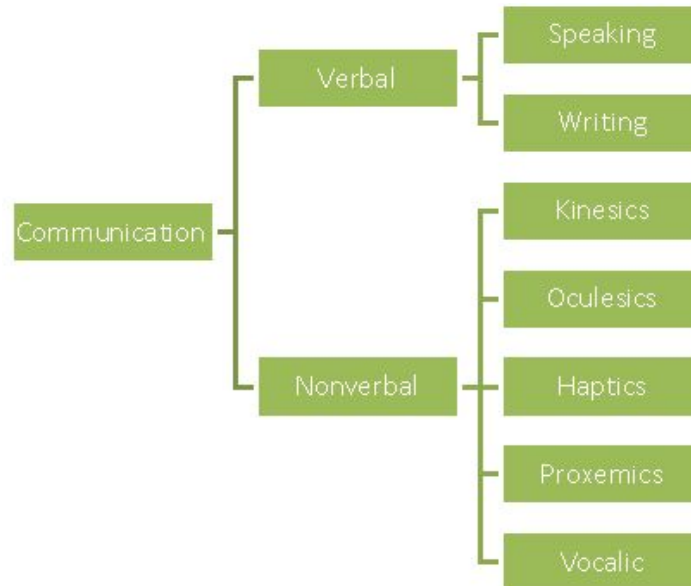 Communication
Verbal
Speaking
Writing
Nonverbal
Kinesics
Oculesics
Haptics
Proxemics
Vocalic